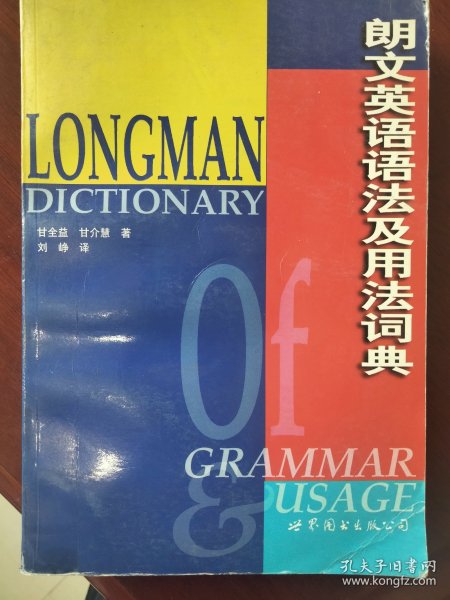 朗文英语语法及用法词典
LONGMAN
DICTIONARY
甘全益 甘介慧 著
刘峥 译
Of
GRAMMAR
& USAGE
世界图书出版公司
孔夫子旧书网
www.kongfz.com